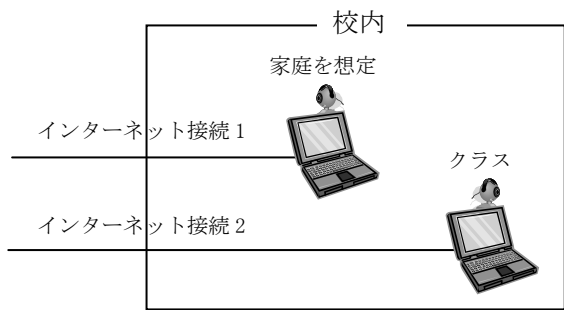 校内
家庭を想定
インターネット接続 1
クラス
インターネット接続 2